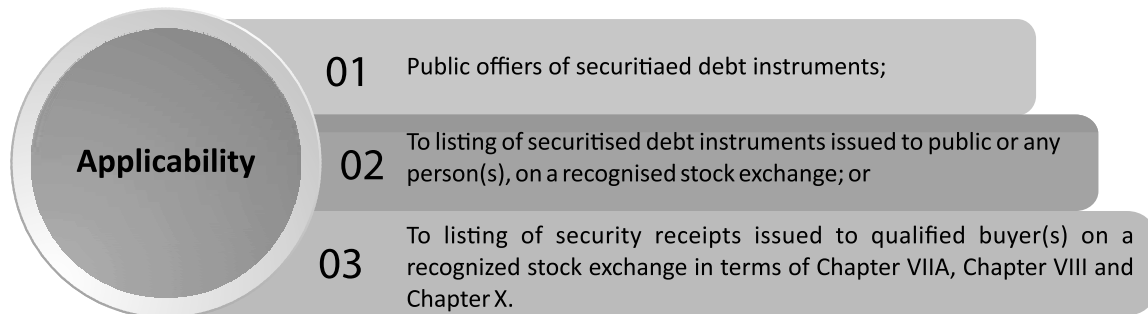 Applicability
01
Public offiers of securitiaed debt instruments;
02
To listing of securitised debt instruments issued to public or any
person(s), on a recognised stock exchange; or
03
To listing of security receipts issued to qualified buyer(s) on a
recognized stock exchange in terms of Chapter VIIA, Chapter VIII and
Chapter X.